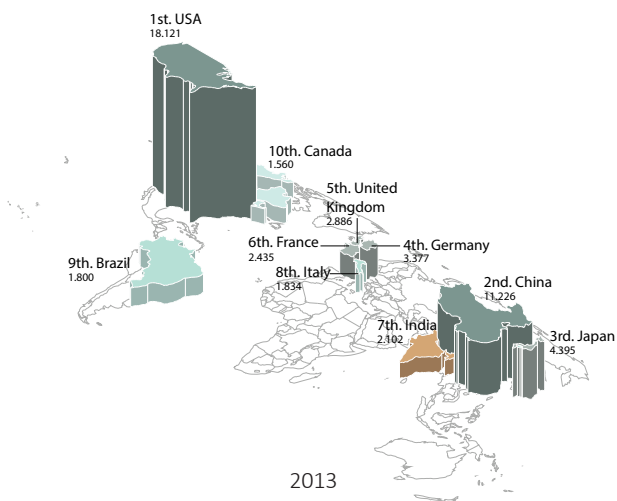 1st. USA
18.121
10th. Canada
1.560
5th. United
Kingdom
2.886
6th. France
2.435
4th. Germany
3.377
9th. Brazil
1.800
8th. Italy
1.834
2nd. China
11.226
7th. India
2.102
3rd. Japan
4.395
2013